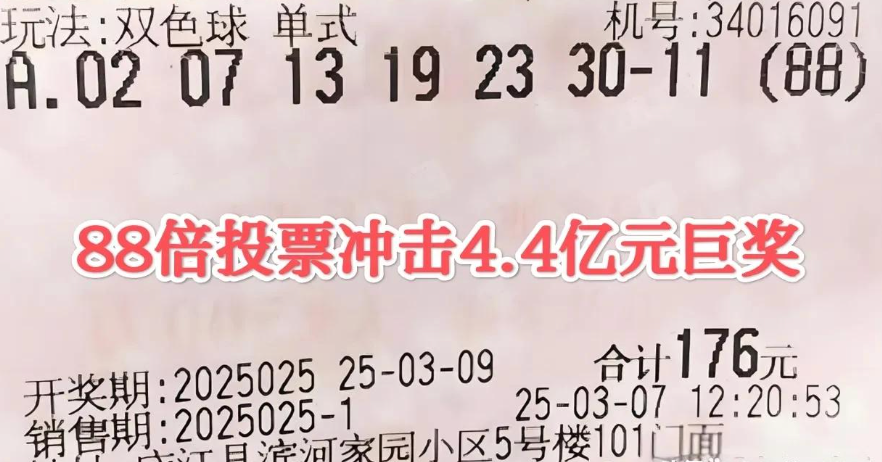 玩法:双色球 单式 机号:34016091
A.02 07 13 19 23 30-11 (88)
88倍投票冲击4.4亿元巨奖
合计176元
开奖期:2025025 25-03-09
销售期:2025025-1 25-03-07 12:20:53
庐江县滨河家园小区5号楼101门面